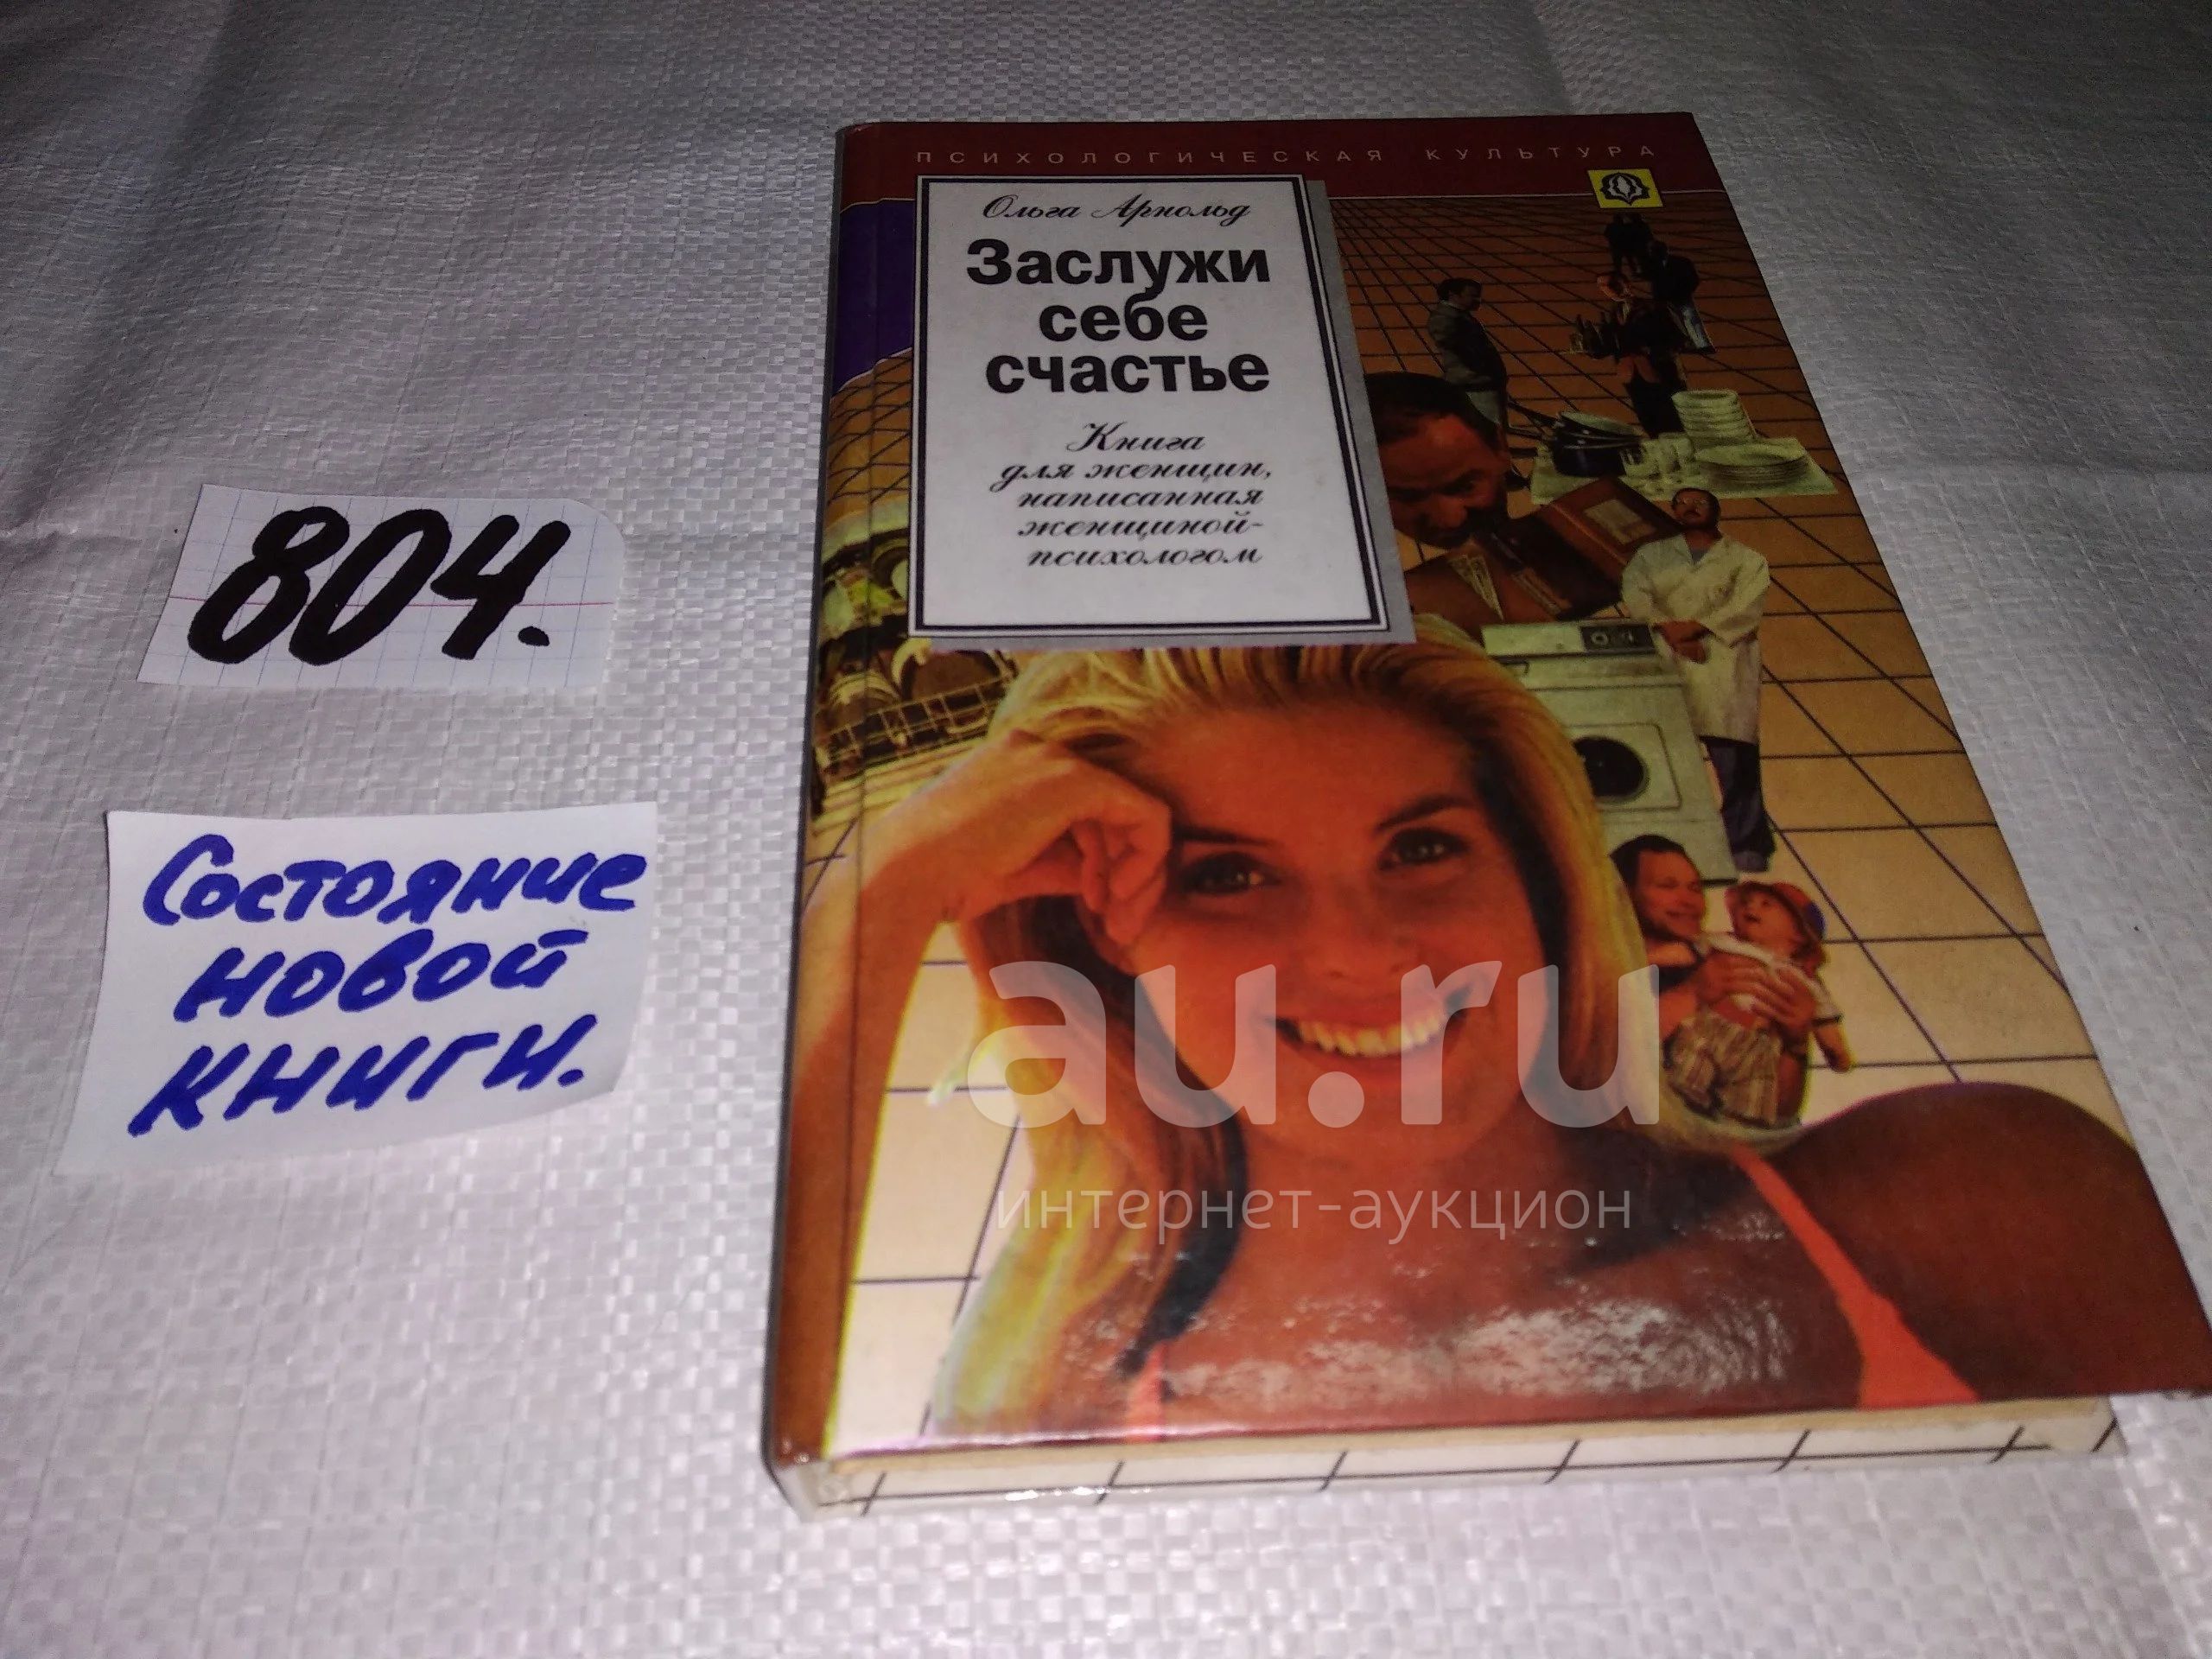 ПСИХОЛОГИЧЕСКАЯ КУЛЬТУРА
Ольга Арнольд
Заслужи
себе
счастье
Книга
для женщин,
написанная
женщиной-
психологом
804.
Состояние
новой
книги.
au.ru
интернет-аукцион